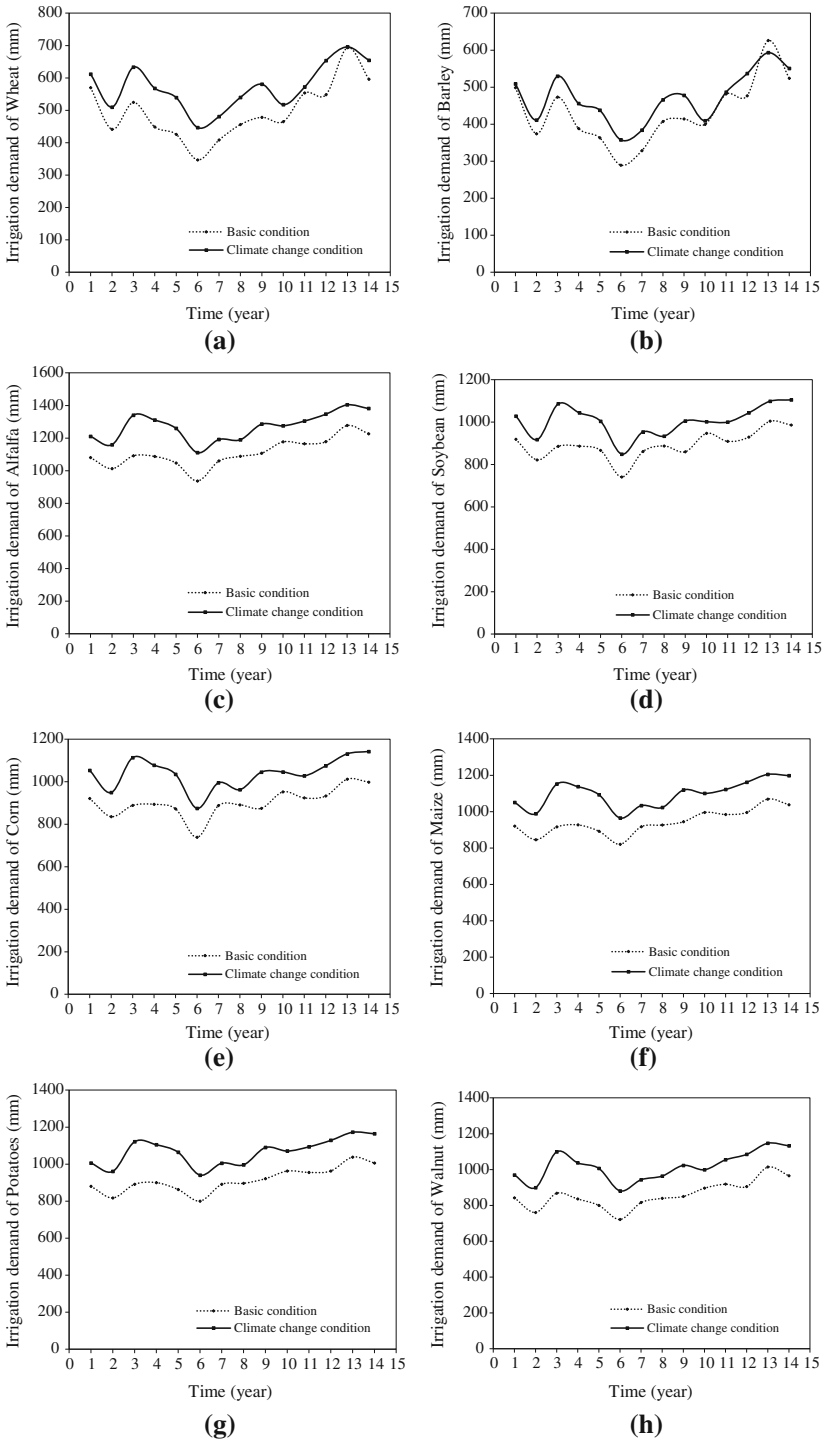 Irrigation demand of Wheat (mm)
800
700
600
500
400
300
200
100
0
Basic condition
Climate change condition
0 1 2 3 4 5 6 7 8 9 10 11 12 13 14 15
Time (year)
(a)
Irrigation demand of Barley (mm)
700
600
500
400
300
200
100
0
Basic condition
Climate change condition
0 1 2 3 4 5 6 7 8 9 10 11 12 13 14 15
Time (year)
(b)
Irrigation demand of Alfalfa (mm)
1600
1400
1200
1000
800
600
400
200
0
Basic condition
Climate change condition
0 1 2 3 4 5 6 7 8 9 10 11 12 13 14 15
Time (year)
(c)
Irrigation demand of Soybean (mm)
1200
1000
800
600
400
200
0
Basic condition
Climate change condition
0 1 2 3 4 5 6 7 8 9 10 11 12 13 14 15
Time (year)
(d)
Irrigation demand of Corn (mm)
1200
1000
800
600
400
200
0
Basic condition
Climate change condition
0 1 2 3 4 5 6 7 8 9 10 11 12 13 14 15
Time (year)
(e)
Irrigation demand of Maize (mm)
1400
1200
1000
800
600
400
200
0
Basic condition
Climate change condition
0 1 2 3 4 5 6 7 8 9 10 11 12 13 14 15
Time (year)
(f)
Irrigation demand of Potatoes (mm)
1400
1200
1000
800
600
400
200
0
Basic condition
Climate change condition
0 1 2 3 4 5 6 7 8 9 10 11 12 13 14 15
Time (year)
(g)
Irrigation demand of Walnut (mm)
1400
1200
1000
800
600
400
200
0
Basic condition
Climate change condition
0 1 2 3 4 5 6 7 8 9 10 11 12 13 14 15
Time (year)
(h)